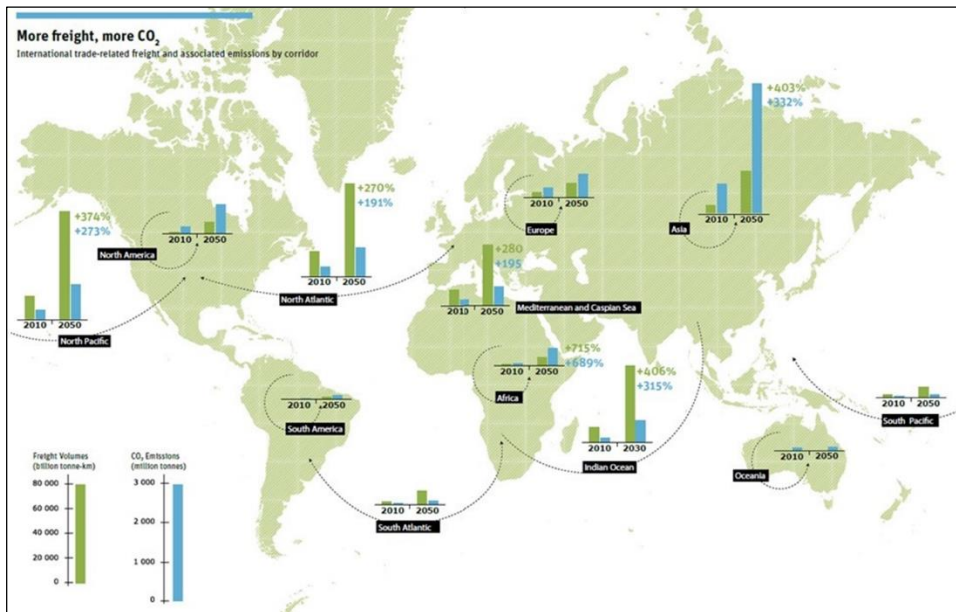 More freight, more CO₂
International trade-related freight and associated emissions by corridor
+403%
+332%
2010 2050
Asia
+270%
+191%
2010 2050
North Atlantic
2010 2050
Europe
+374%
+273%
2010 2050
North Pacific
2010 2050
North America
+280
+195
2013 2050
Mediterranean and Caspian Sea
+715%
+689%
2010 2050
Africa
+406%
+315%
2010 2030
Indian Ocean
2010 2050
South Pacific
2010 2050
South America
2010 2050
Oceania
2010 2050
South Atlantic
Freight Volumes
(billion tonne-km)
80 000
60 000
40 000
20 000
0
CO₂ Emissions
(million tonnes)
3 000
2 000
1 000
0